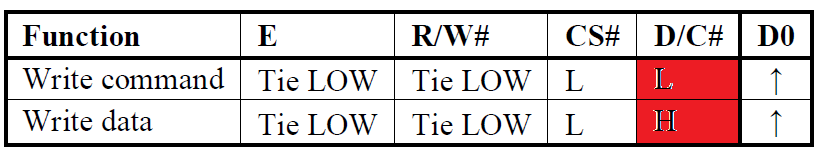 Function E R/W# CS# D/C# D0
Write command Tie LOW Tie LOW L L ↑
Write data Tie LOW Tie LOW L H ↑